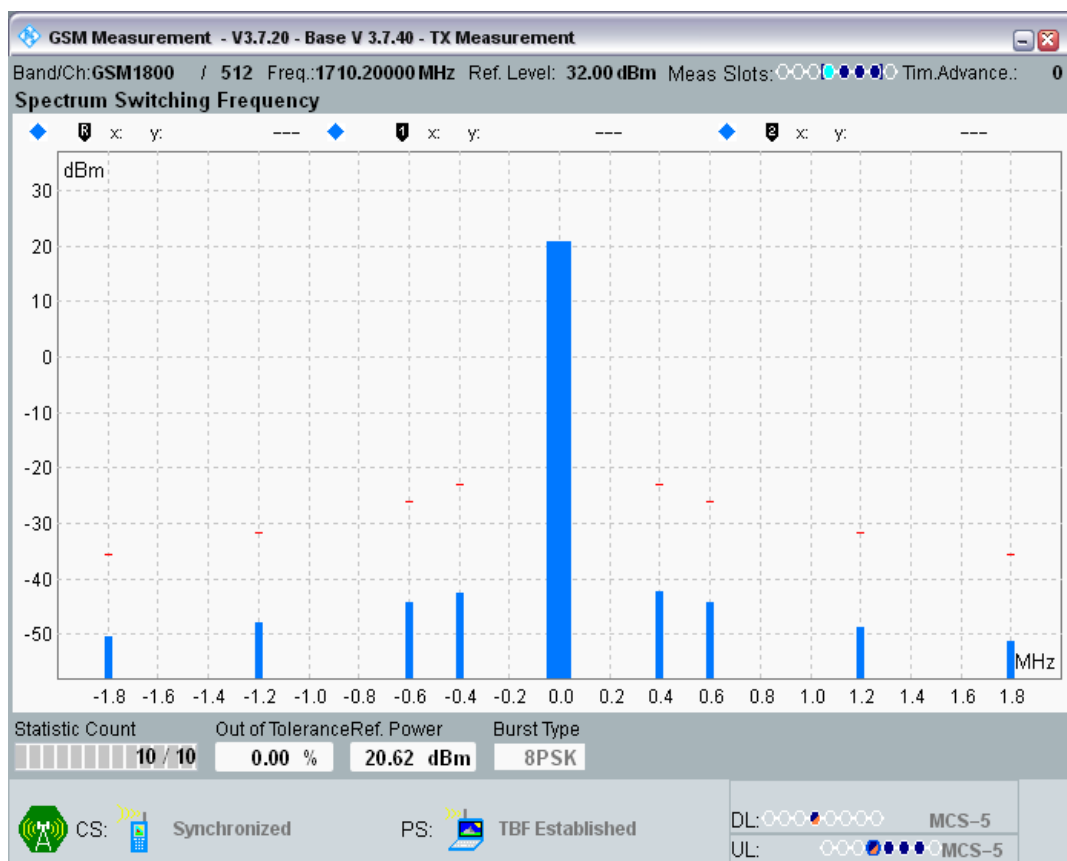 GSM Measurement - V3.7.20 - Base V 3.7.40 - TX Measurement
Band/Ch:GSM1800 / 512 Freq.:1710.20000 MHz Ref. Level: 32.00 dBm Meas Slots: Tim.Advance.: 0
Spectrum Switching Frequency
R x: y: --- 1 x: y: --- 2 x: y: ---
dBm
30
20
10
0
-10
-20
-30
-40
-50
MHz
-1.8 -1.6 -1.4 -1.2 -1.0 -0.8 -0.6 -0.4 -0.2 0.0 0.2 0.4 0.6 0.8 1.0 1.2 1.4 1.6 1.8
Statistic Count Out of Tolerance Ref. Power Burst Type
10 / 10 0.00 % 20.62 dBm 8PSK
CS: Synchronized PS: TBF Established
DL: MCS-5
UL: MCS-5